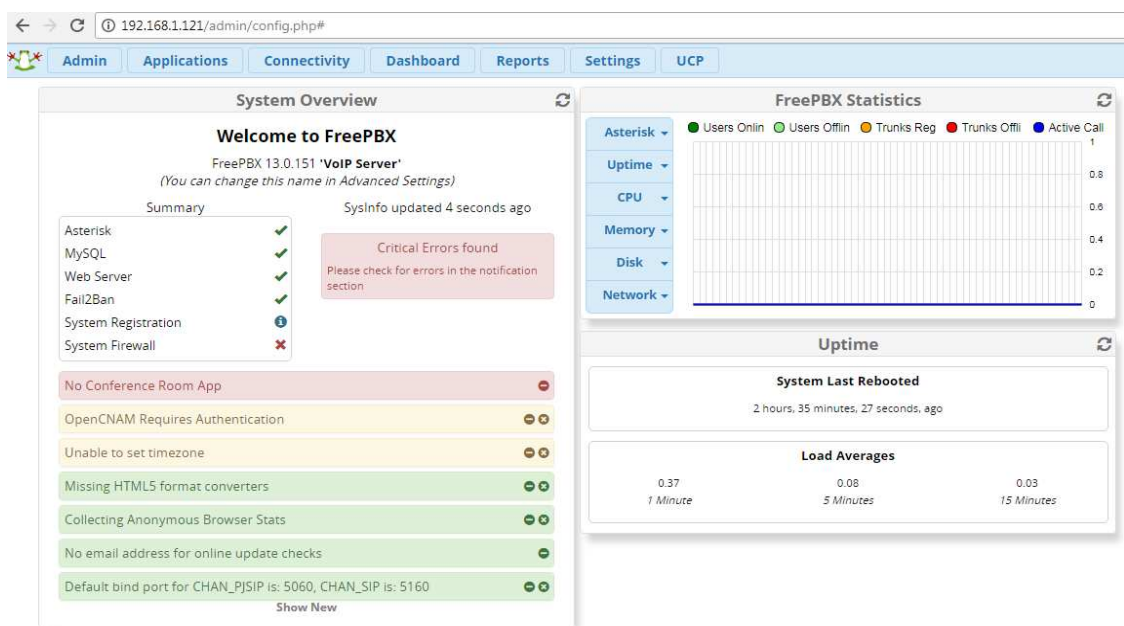 192.168.1.121/admin/config.php#
Admin Applications Connectivity Dashboard Reports Settings UCP
System Overview
Welcome to FreePBX
FreePBX 13.0.151 'VoIP Server'
(You can change this name in Advanced Settings)
Summary
Asterisk
MySQL
Web Server
Fail2Ban
System Registration
System Firewall
SysInfo updated 4 seconds ago
Critical Errors found
Please check for errors in the notification
section
No Conference Room App
OpenCNAM Requires Authentication
Unable to set timezone
Missing HTML5 format converters
Collecting Anonymous Browser Stats
No email address for online update checks
Default bind port for CHAN_PJSIP is: 5060, CHAN_SIP is: 5160
Show New
FreePBX Statistics
Asterisk
Uptime
CPU
Memory
Disk
Network
Users Onlin Users Offlin Trunks Reg Trunks Offli Active Call
1
0.8
0.6
0.4
0.2
0
Uptime
System Last Rebooted
2 hours, 35 minutes, 27 seconds, ago
Load Averages
0.37 0.08 0.03
1 Minute 5 Minutes 15 Minutes